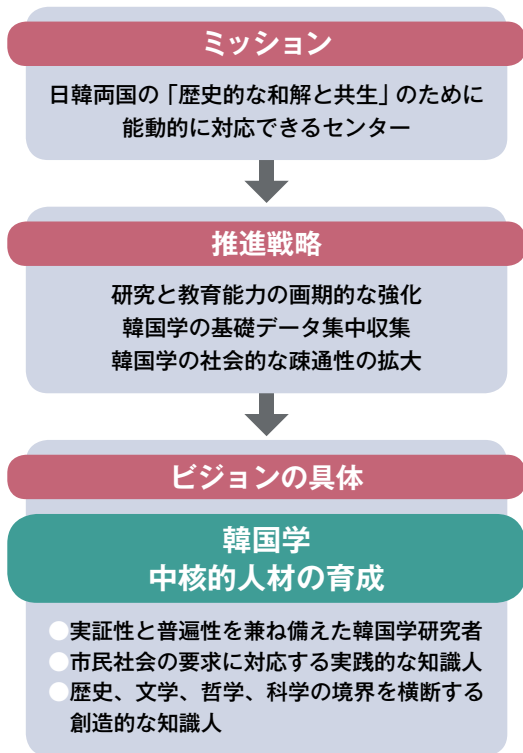 ミッション
日韓両国の「歴史的な和解と共生」のために
能動的に対応できるセンター
推進戦略
研究と教育能力の画期的な強化
韓国学の基礎データ集中収集
韓国学の社会的な疎通性の拡大
ビジョンの具体
韓国学
中核的人材の育成
●実証性と普遍性を兼ね備えた韓国学研究者
●市民社会の要求に対応する実践的な知識人
●歴史、文学、哲学、科学の境界を横断する
創造的な知識人